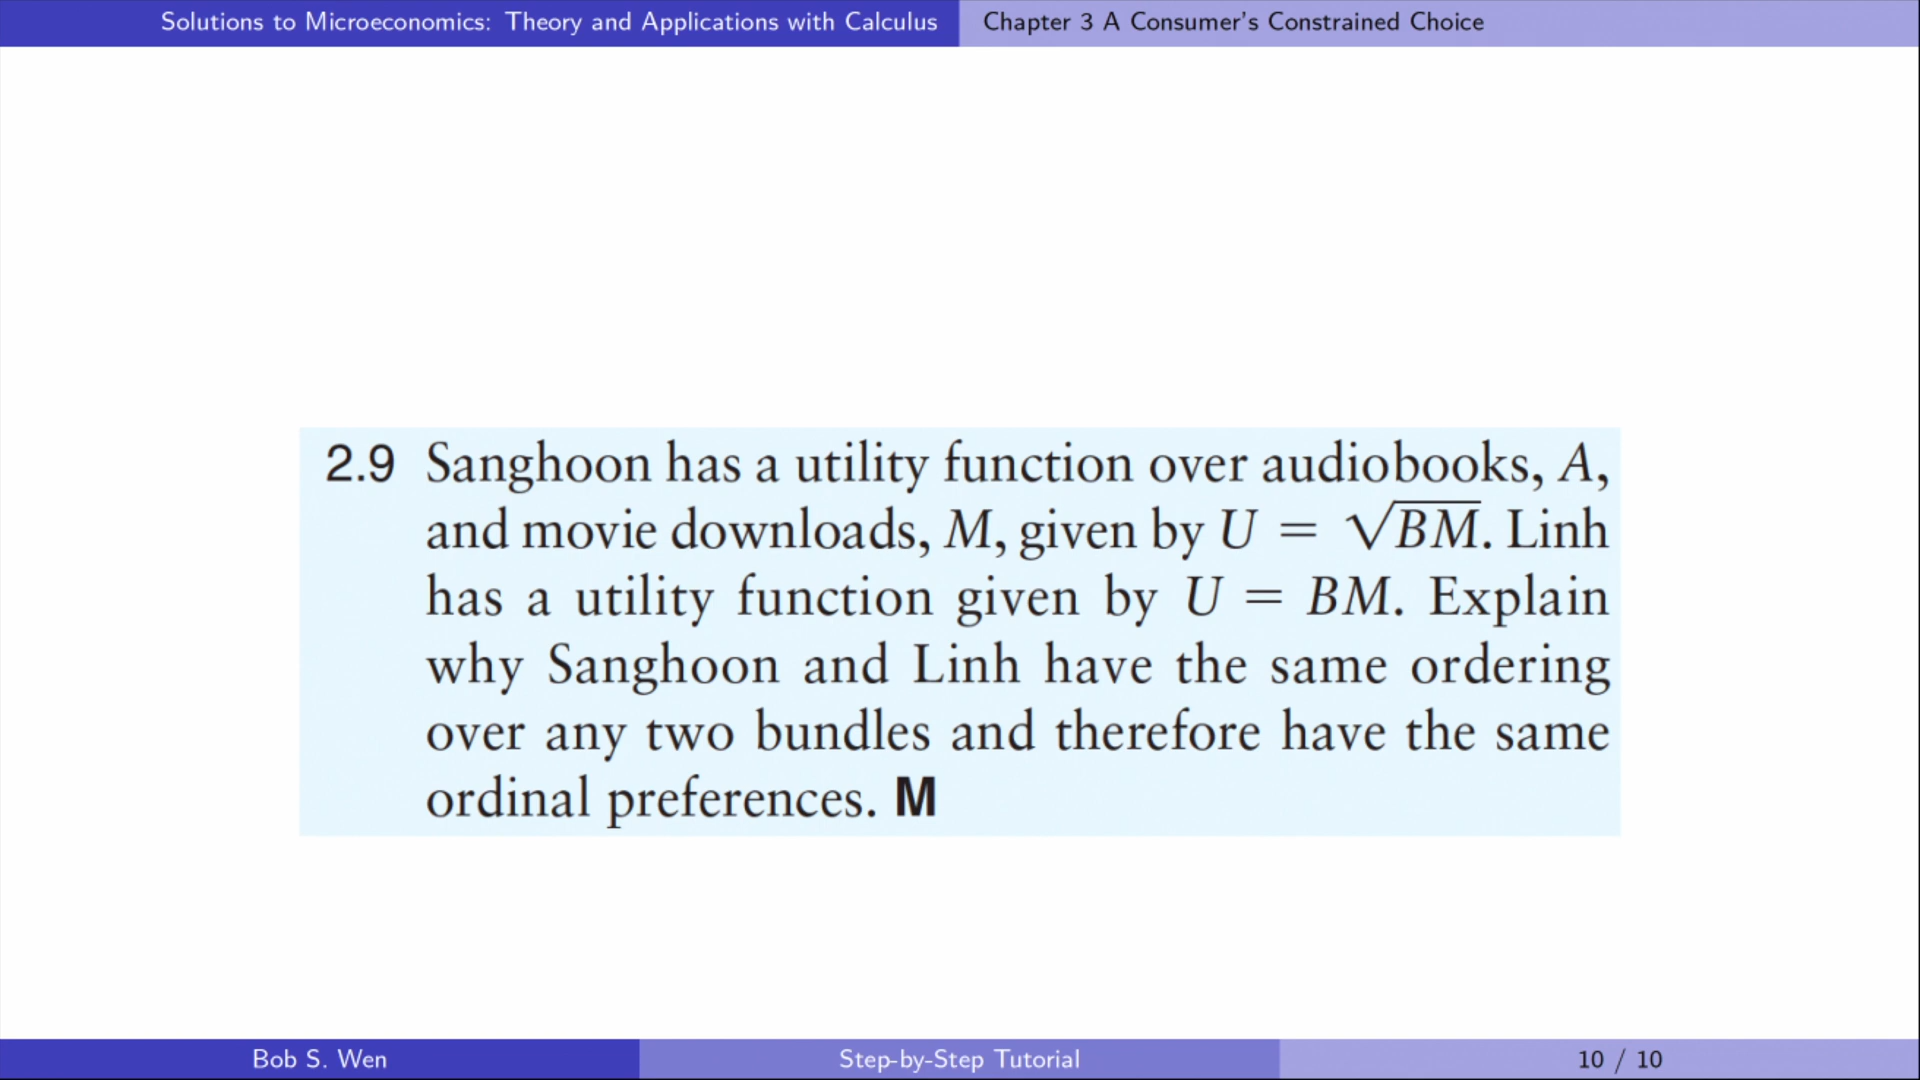 Solutions to Microeconomics: Theory and Applications with Calculus
Chapter 3 A Consumer's Constrained Choice
2.9 Sanghoon has a utility function over audiobooks, A,
and movie downloads, M, given by U = √BM. Linh
has a utility function given by U = BM. Explain
why Sanghoon and Linh have the same ordering
over any two bundles and therefore have the same
ordinal preferences. M
Bob S. Wen
Step-by-Step Tutorial
10 / 10